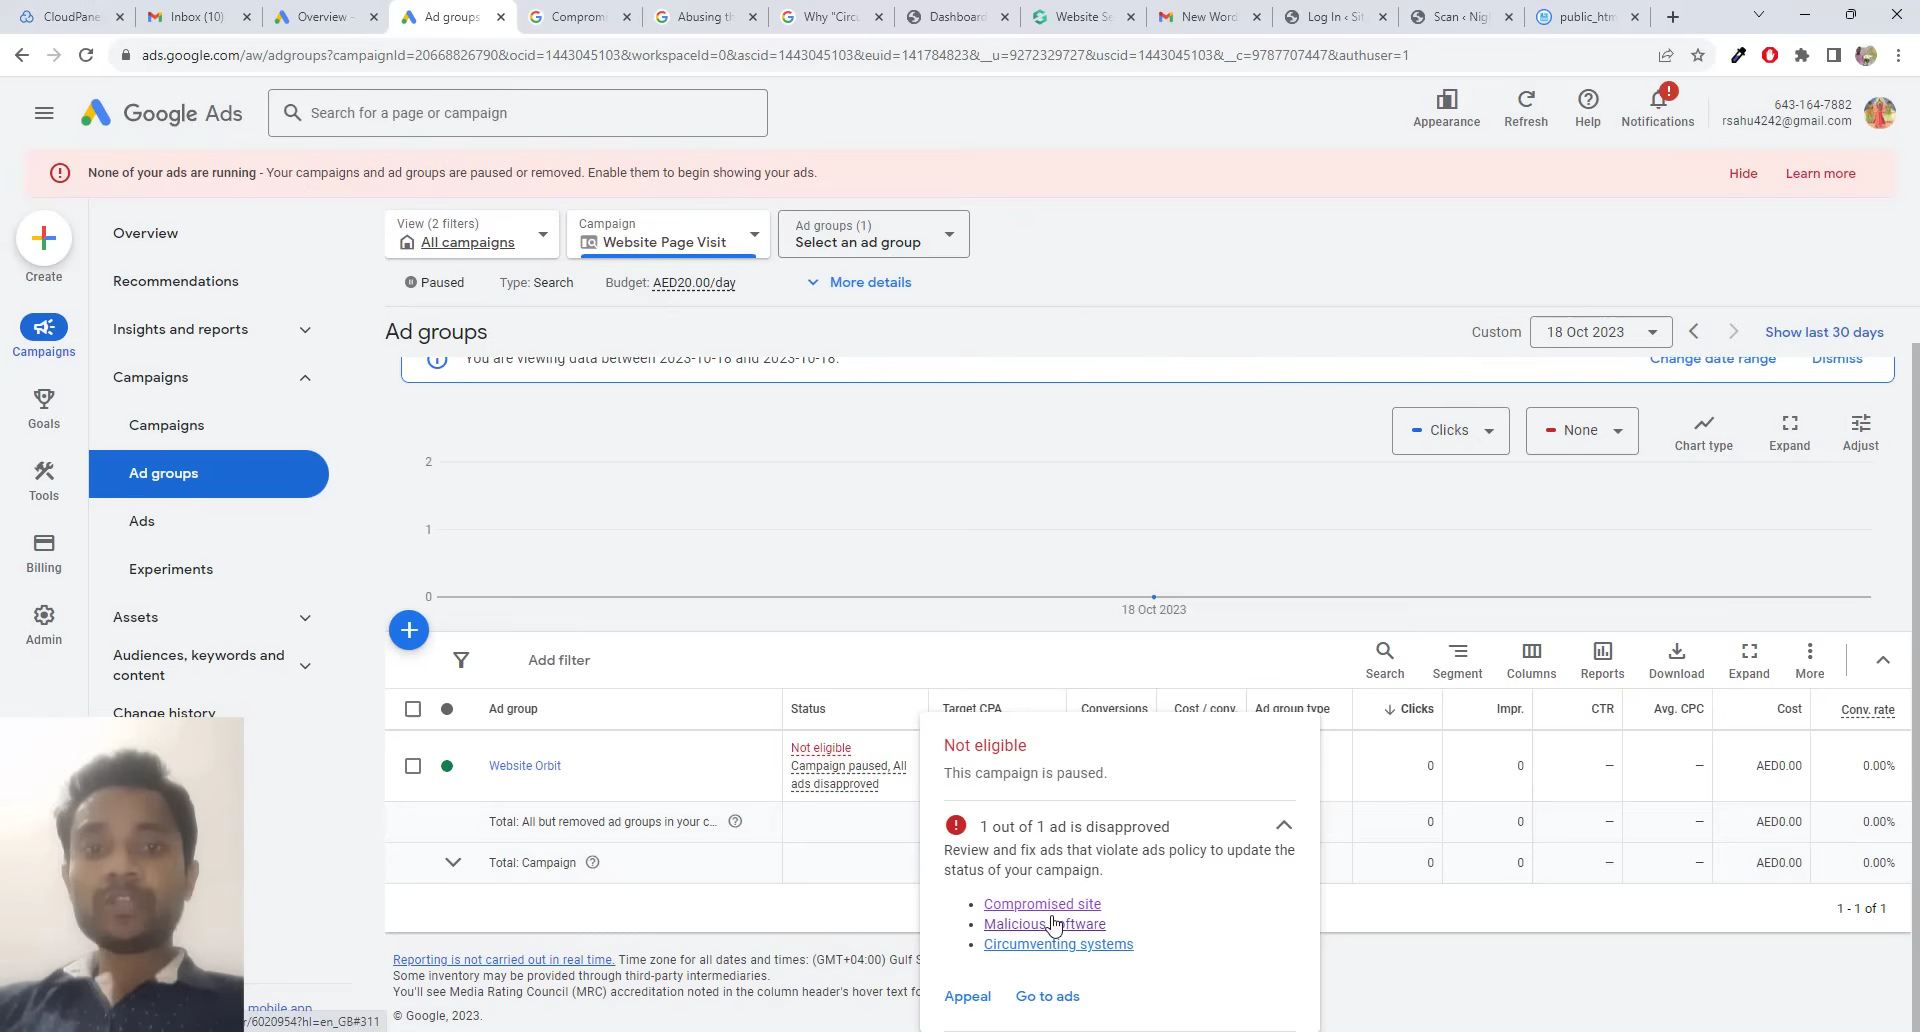 CloudPane
Inbox (10)
Overview -
Ad groups
Compromi
Abusing th
Why "Circu
Dashboard
Website Se
New Word
Log In ‹ Sit
Scan ‹ Nig
public_htm
ads.google.com/aw/adgroups?campaignId=20668826790&ocid=1443045103&workspaceId=0&ascid=1443045103&euid=141784823&__u=9272329727&uscid=1443045103&__c=9787707447&authuser=1
Google Ads
Search for a page or campaign
Appearance
Refresh
Help
Notifications
643-164-7882
rsahu4242@gmail.com
None of your ads are running - Your campaigns and ad groups are paused or removed. Enable them to begin showing your ads.
Hide
Learn more
Create
Campaigns
Goals
Tools
Billing
Admin
Overview
Recommendations
Insights and reports
Campaigns
Campaigns
Ad groups
Ads
Experiments
Assets
Audiences, keywords and
content
Change history
mobile app
r/6020954?hl=en_GB#311
View (2 filters)
All campaigns
Campaign
Website Page Visit
Ad groups (1)
Select an ad group
Paused
Type: Search
Budget: AED20.00/day
More details
Ad groups
Custom
18 Oct 2023
Show last 30 days
You are viewing data between 2023-10-18 and 2023-10-18.
Change date range
Dismiss
Clicks
None
Chart type
Expand
Adjust
2
1
0
18 Oct 2023
Add filter
Search
Segment
Columns
Reports
Download
Expand
More
Ad group
Status
Target CPA
Conversions
Cost / conv.
Ad group type
Clicks
Impr.
CTR
Avg. CPC
Cost
Conv. rate
Website Orbit
Not eligible
Campaign paused, All
ads disapproved
0
0
–
–
AED0.00
0.00%
Total: All but removed ad groups in your c...
0
0
–
–
AED0.00
0.00%
Total: Campaign
0
0
–
–
AED0.00
0.00%
1 - 1 of 1
Not eligible
This campaign is paused.
1 out of 1 ad is disapproved
Review and fix ads that violate ads policy to update the
status of your campaign.
Compromised site
Malicious software
Circumventing systems
Appeal
Go to ads
Reporting is not carried out in real time. Time zone for all dates and times: (GMT+04:00) Gulf S
Some inventory may be provided through third-party intermediaries.
You'll see Media Rating Council (MRC) accreditation noted in the column header's hover text fo
© Google, 2023.